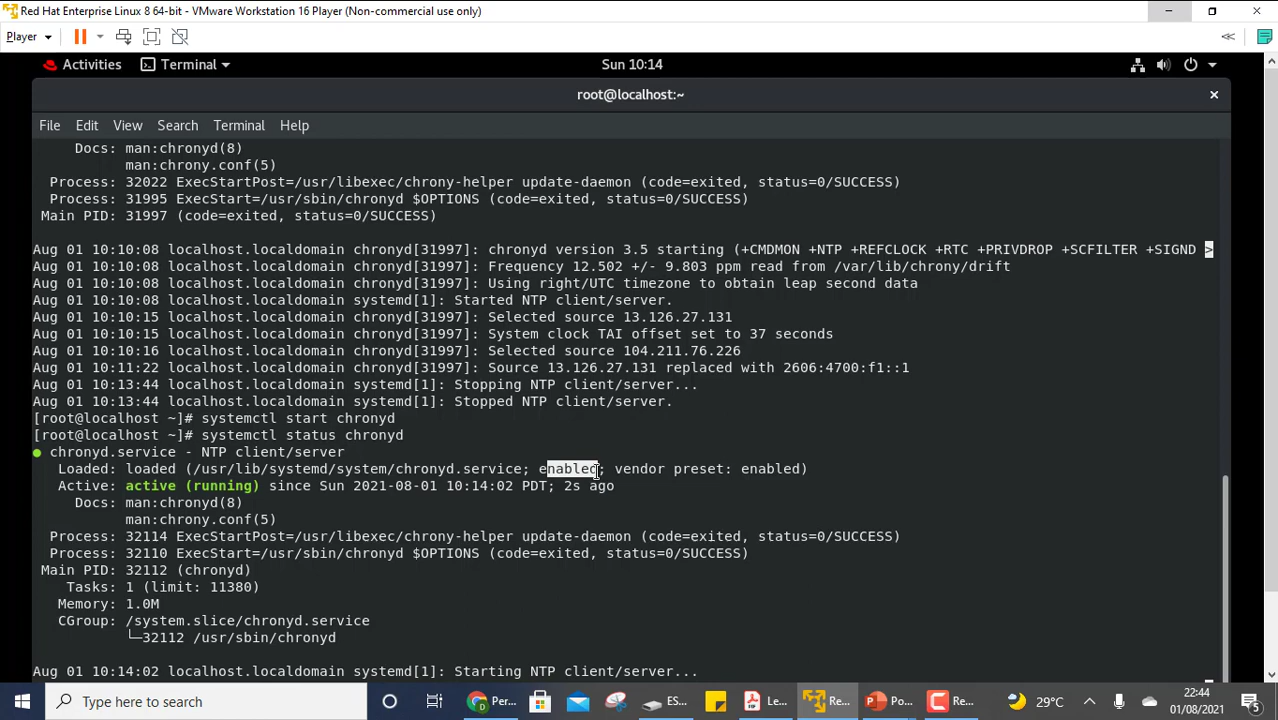 Red Hat Enterprise Linux 8 64-bit - VMware Workstation 16 Player (Non-commercial use only)
Player
Activities Terminal Sun 10:14
root@localhost:~
File Edit View Search Terminal Help
Docs: man:chronyd(8)
man:chrony.conf(5)
Process: 32022 ExecStartPost=/usr/libexec/chrony-helper update-daemon (code=exited, status=0/SUCCESS)
Process: 31995 ExecStart=/usr/sbin/chronyd $OPTIONS (code=exited, status=0/SUCCESS)
Main PID: 31997 (code=exited, status=0/SUCCESS)
Aug 01 10:10:08 localhost.localdomain chronyd[31997]: chronyd version 3.5 starting (+CMDMON +NTP +REFCLOCK +RTC +PRIVDROP +SCFILTER +SIGND >
Aug 01 10:10:08 localhost.localdomain chronyd[31997]: Frequency 12.502 +/- 9.803 ppm read from /var/lib/chrony/drift
Aug 01 10:10:08 localhost.localdomain chronyd[31997]: Using right/UTC timezone to obtain leap second data
Aug 01 10:10:08 localhost.localdomain systemd[1]: Started NTP client/server.
Aug 01 10:10:15 localhost.localdomain chronyd[31997]: Selected source 13.126.27.131
Aug 01 10:10:15 localhost.localdomain chronyd[31997]: System clock TAI offset set to 37 seconds
Aug 01 10:10:16 localhost.localdomain chronyd[31997]: Selected source 104.211.76.226
Aug 01 10:11:22 localhost.localdomain chronyd[31997]: Source 13.126.27.131 replaced with 2606:4700:f1::1
Aug 01 10:13:44 localhost.localdomain systemd[1]: Stopping NTP client/server...
Aug 01 10:13:44 localhost.localdomain systemd[1]: Stopped NTP client/server.
[root@localhost ~]# systemctl start chronyd
[root@localhost ~]# systemctl status chronyd
● chronyd.service - NTP client/server
Loaded: loaded (/usr/lib/systemd/system/chronyd.service; enabled; vendor preset: enabled)
Active: active (running) since Sun 2021-08-01 10:14:02 PDT; 2s ago
Docs: man:chronyd(8)
man:chrony.conf(5)
Process: 32114 ExecStartPost=/usr/libexec/chrony-helper update-daemon (code=exited, status=0/SUCCESS)
Process: 32110 ExecStart=/usr/sbin/chronyd $OPTIONS (code=exited, status=0/SUCCESS)
Main PID: 32112 (chronyd)
Tasks: 1 (limit: 11380)
Memory: 1.0M
CGroup: /system.slice/chronyd.service
└─32112 /usr/sbin/chronyd
Aug 01 10:14:02 localhost.localdomain systemd[1]: Starting NTP client/server...
Type here to search Per... ES... Le... Re... Po... Re... 29°C 22:44
01/08/2021 5